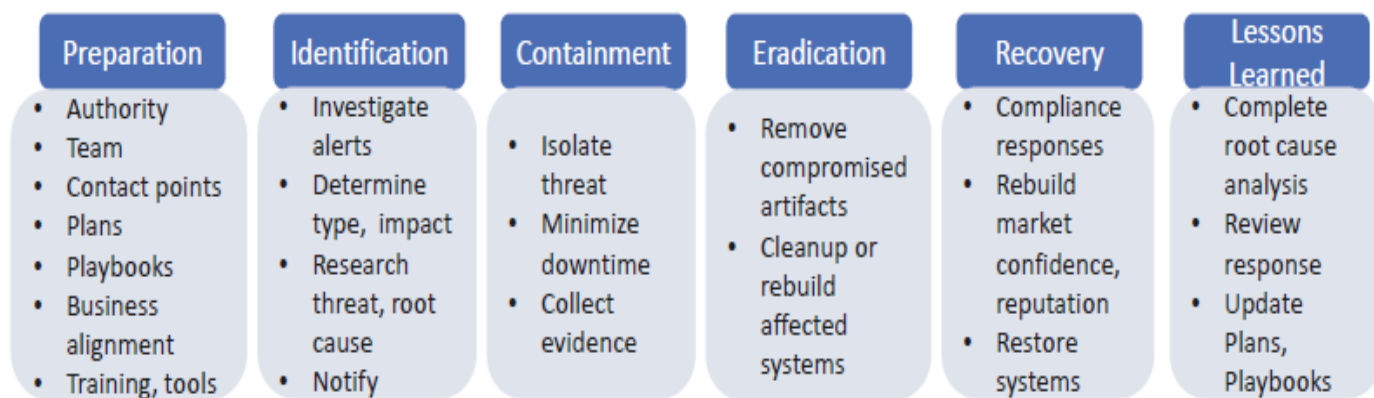 Preparation
• Authority
• Team
• Contact points
• Plans
• Playbooks
• Business
alignment
• Training, tools
Identification
• Investigate
alerts
• Determine
type, impact
• Research
threat, root
cause
• Notify
Containment
• Isolate
threat
• Minimize
downtime
• Collect
evidence
Eradication
• Remove
compromised
artifacts
• Cleanup or
rebuild
affected
systems
Recovery
• Compliance
responses
• Rebuild
market
confidence,
reputation
• Restore
systems
Lessons
Learned
• Complete
root cause
analysis
• Review
response
• Update
Plans,
Playbooks